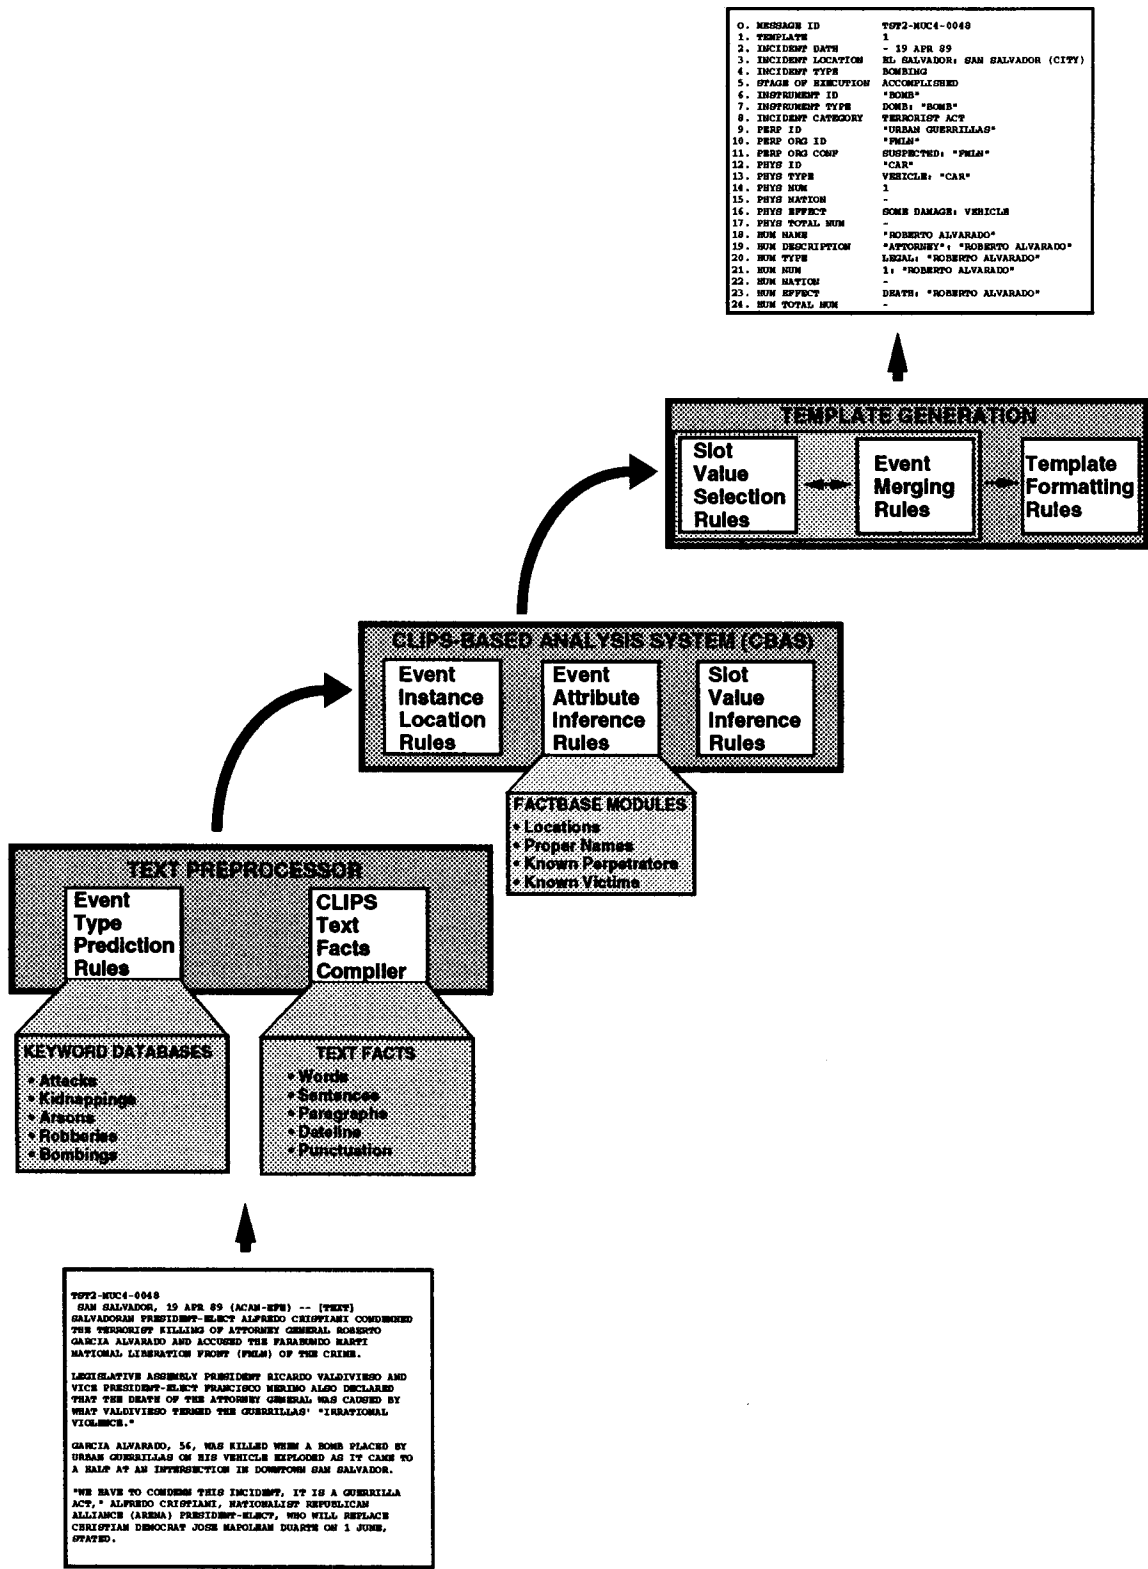 0. MESSAGE ID TST2-MUC4-0048
1. TEMPLATE 1
2. INCIDENT DATE - 19 APR 89
3. INCIDENT LOCATION EL SALVADOR: SAN SALVADOR (CITY)
4. INCIDENT TYPE BOMBING
5. STAGE OF EXECUTION ACCOMPLISHED
6. INSTRUMENT ID "BOMB"
7. INSTRUMENT TYPE BOMB: "BOMB"
8. INCIDENT CATEGORY TERRORIST ACT
9. PERP ID "URBAN GUERRILLAS"
10. PERP ORG ID "FMLN"
11. PERP ORG CONF SUSPECTED: "FMLN"
12. PHYS ID "CAR"
13. PHYS TYPE VEHICLE: "CAR"
14. PHYS NUM 1
15. PHYS NATION -
16. PHYS EFFECT SOME DAMAGE: VEHICLE
17. PHYS TOTAL NUM -
18. HUM NAME "ROBERTO ALVARADO"
19. HUM DESCRIPTION "ATTORNEY": "ROBERTO ALVARADO"
20. HUM TYPE LEGAL: "ROBERTO ALVARADO"
21. HUM NUM 1: "ROBERTO ALVARADO"
22. HUM NATION -
23. HUM EFFECT DEATH: "ROBERTO ALVARADO"
24. HUM TOTAL NUM -
TEMPLATE GENERATION
Slot
Value
Selection
Rules
Event
Merging
Rules
Template
Formatting
Rules
CLIPS-BASED ANALYSIS SYSTEM (CBAS)
Event
Instance
Location
Rules
Event
Attribute
Inference
Rules
Slot
Value
Inference
Rules
FACTBASE MODULES
• Locations
• Proper Names
• Known Perpetrators
• Known Victims
TEXT PREPROCESSOR
Event
Type
Prediction
Rules
CLIPS
Text
Facts
Compiler
KEYWORD DATABASES
• Attacks
• Kidnappings
• Arsons
• Robberies
• Bombings
TEXT FACTS
• Words
• Sentences
• Paragraphs
• Dateline
• Punctuation
TST2-MUC4-0048
SAN SALVADOR, 19 APR 89 (ACAN-EFE) -- [TEXT]
SALVADORAN PRESIDENT-ELECT ALFREDO CRISTIANI CONDEMNED
THE TERRORIST KILLING OF ATTORNEY GENERAL ROBERTO
GARCIA ALVARADO AND ACCUSED THE FARABUNDO MARTI
NATIONAL LIBERATION FRONT (FMLN) OF THE CRIME.
LEGISLATIVE ASSEMBLY PRESIDENT RICARDO VALDIVIESO AND
VICE PRESIDENT-ELECT FRANCISCO MERINO ALSO DECLARED
THAT THE DEATH OF THE ATTORNEY GENERAL WAS CAUSED BY
WHAT VALDIVIESO TERMED THE GUERRILLAS' "IRRATIONAL
VIOLENCE."
GARCIA ALVARADO, 56, WAS KILLED WHEN A BOMB PLACED BY
URBAN GUERRILLAS ON HIS VEHICLE EXPLODED AS IT CAME TO
A HALT AT AN INTERSECTION IN DOWNTOWN SAN SALVADOR.
"WE HAVE TO CONDEMN THIS INCIDENT, IT IS A GUERRILLA
ACT," ALFREDO CRISTIANI, NATIONALIST REPUBLICAN
ALLIANCE (ARENA) PRESIDENT-ELECT, WHO WILL REPLACE
CHRISTIAN DEMOCRAT JOSE NAPOLEAN DUARTE ON 1 JUNE,
STATED.